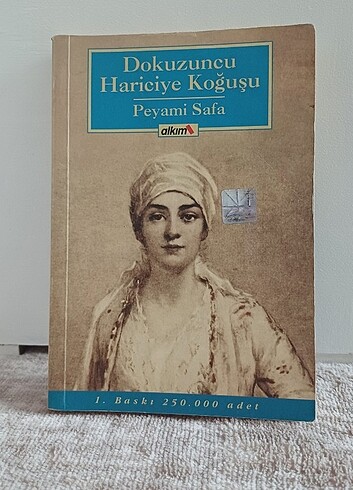 Dokuzuncu
Hariciye Koğuşu
Peyami Safa
alkım
1. Baskı 250.000 adet